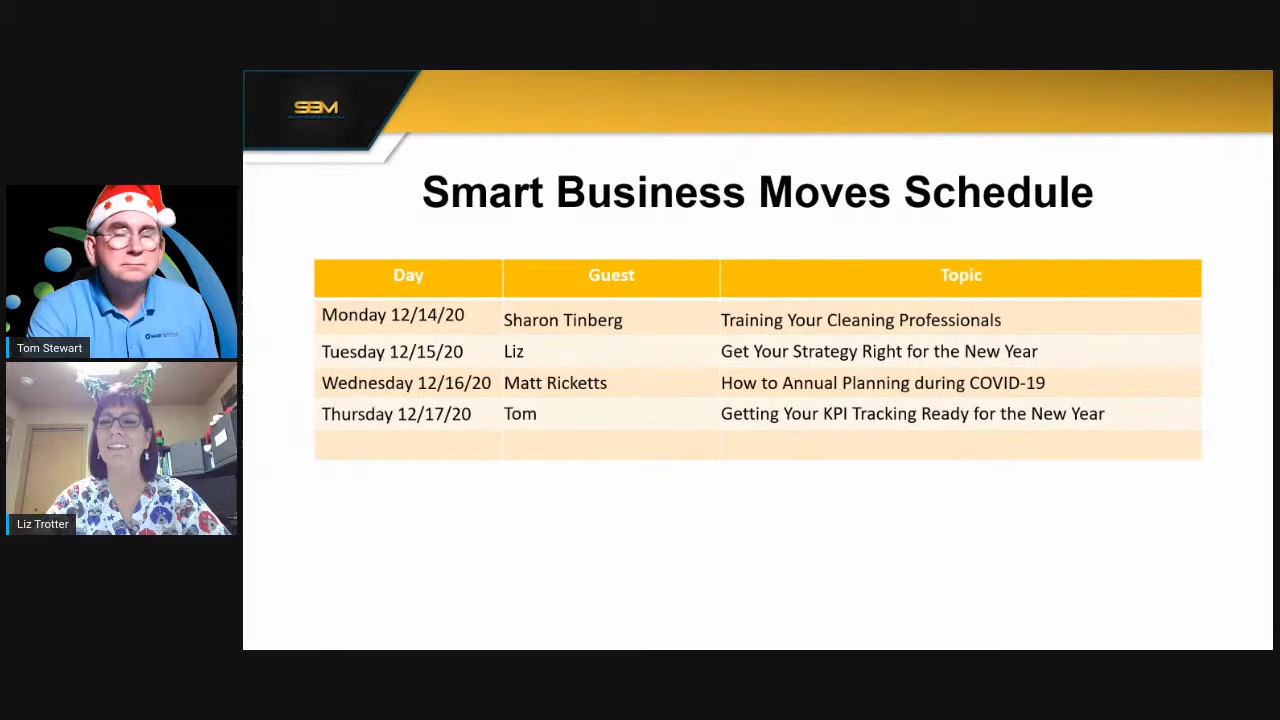 SBM
Smart Business Moves Schedule
Day Guest Topic
Monday 12/14/20 Sharon Tinberg Training Your Cleaning Professionals
Tuesday 12/15/20 Liz Get Your Strategy Right for the New Year
Wednesday 12/16/20 Matt Ricketts How to Annual Planning during COVID-19
Thursday 12/17/20 Tom Getting Your KPI Tracking Ready for the New Year
Tom Stewart
Liz Trotter